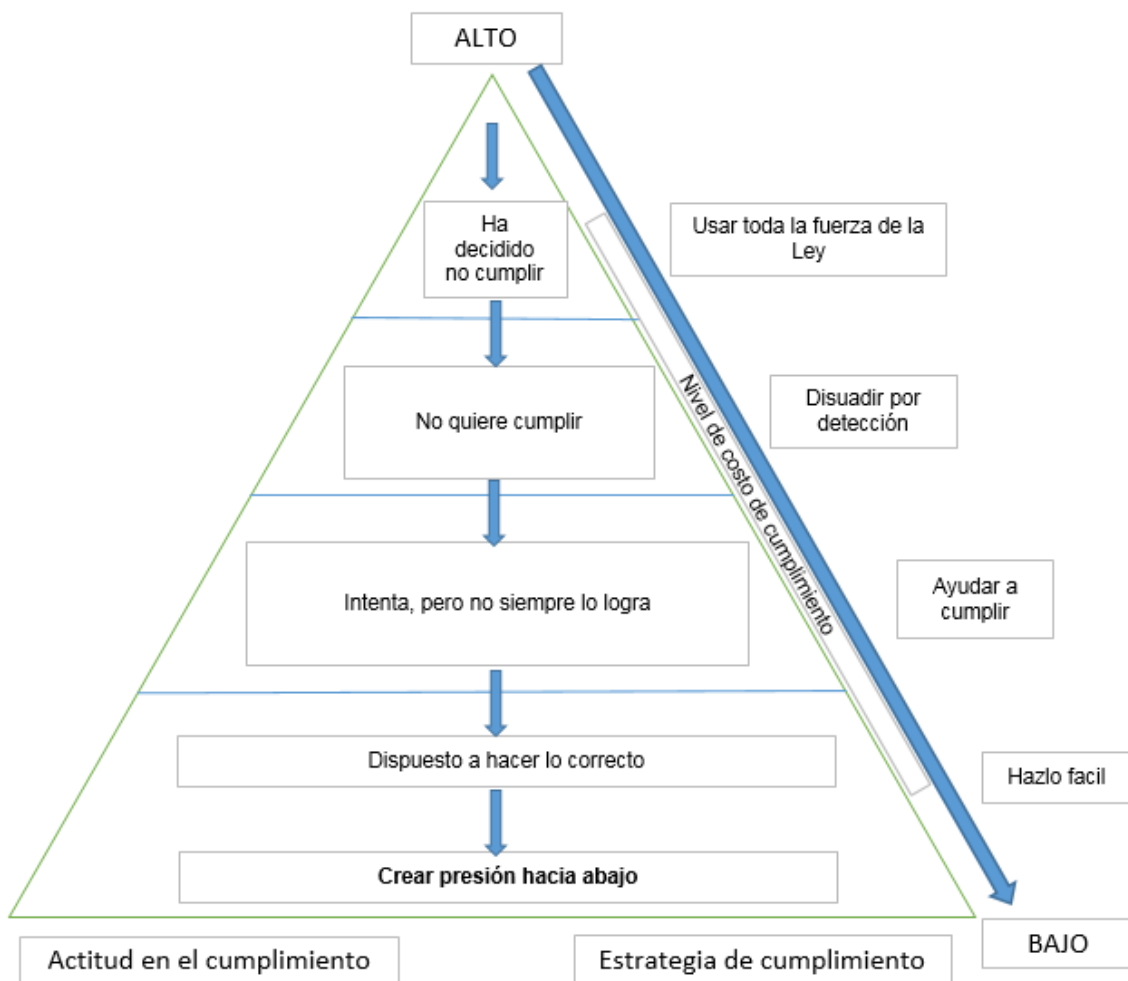 ALTO
Ha
decidido
no cumplir
Usar toda la fuerza de la
Ley
No quiere cumplir
Disuadir por
detección
Nivel de costo de cumplimiento
Intenta, pero no siempre lo logra
Ayudar a
cumplir
Dispuesto a hacer lo correcto
Hazlo facil
Crear presión hacia abajo
BAJO
Actitud en el cumplimiento
Estrategia de cumplimiento